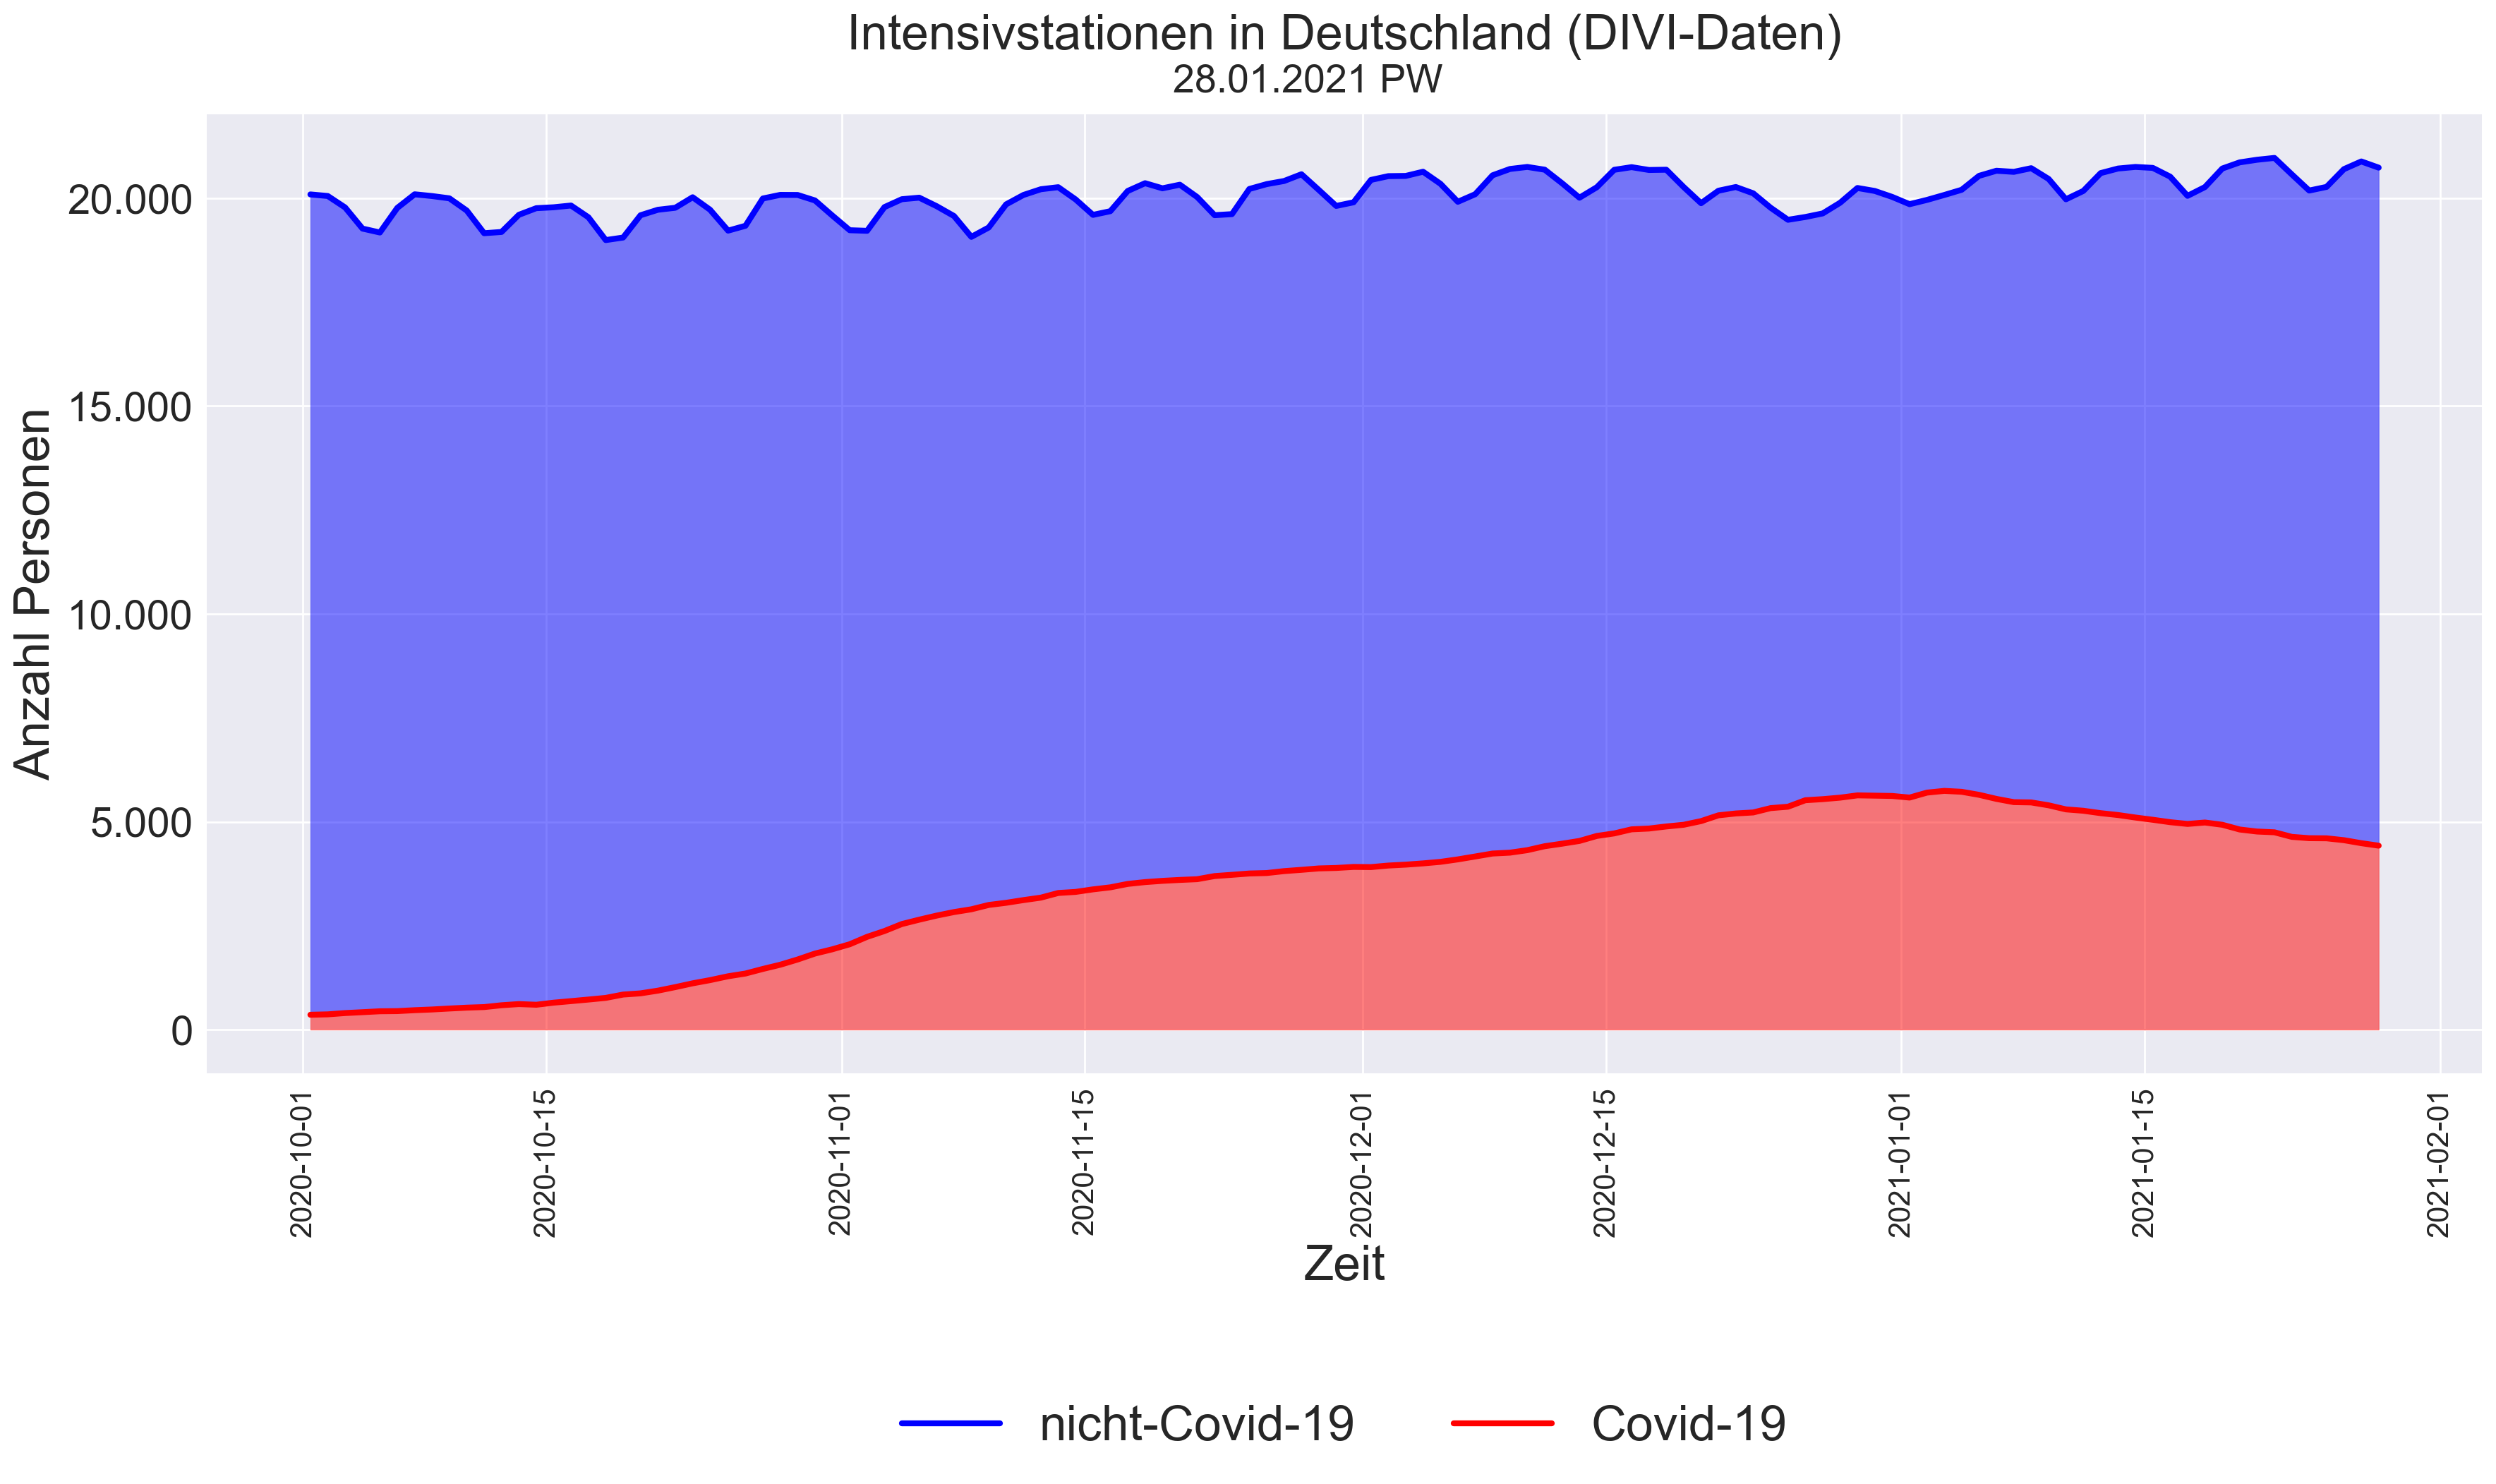 Intensivstationen in Deutschland (DIVI-Daten)
28.01.2021 PW
Anzahl Personen
20.000
15.000
10.000
5.000
0
2020-10-01
2020-10-15
2020-11-01
2020-11-15
2020-12-01
2020-12-15
2021-01-01
2021-01-15
2021-02-01
Zeit
nicht-Covid-19
Covid-19